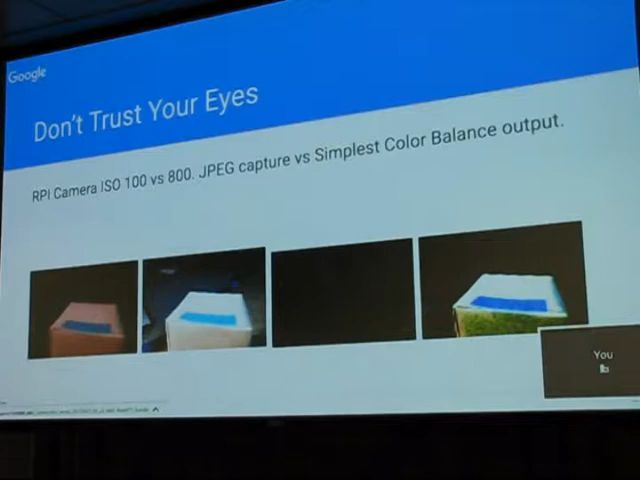 Google
Don't Trust Your Eyes
RPI Camera ISO 100 vs 800. JPEG capture vs Simplest Color Balance output.
You